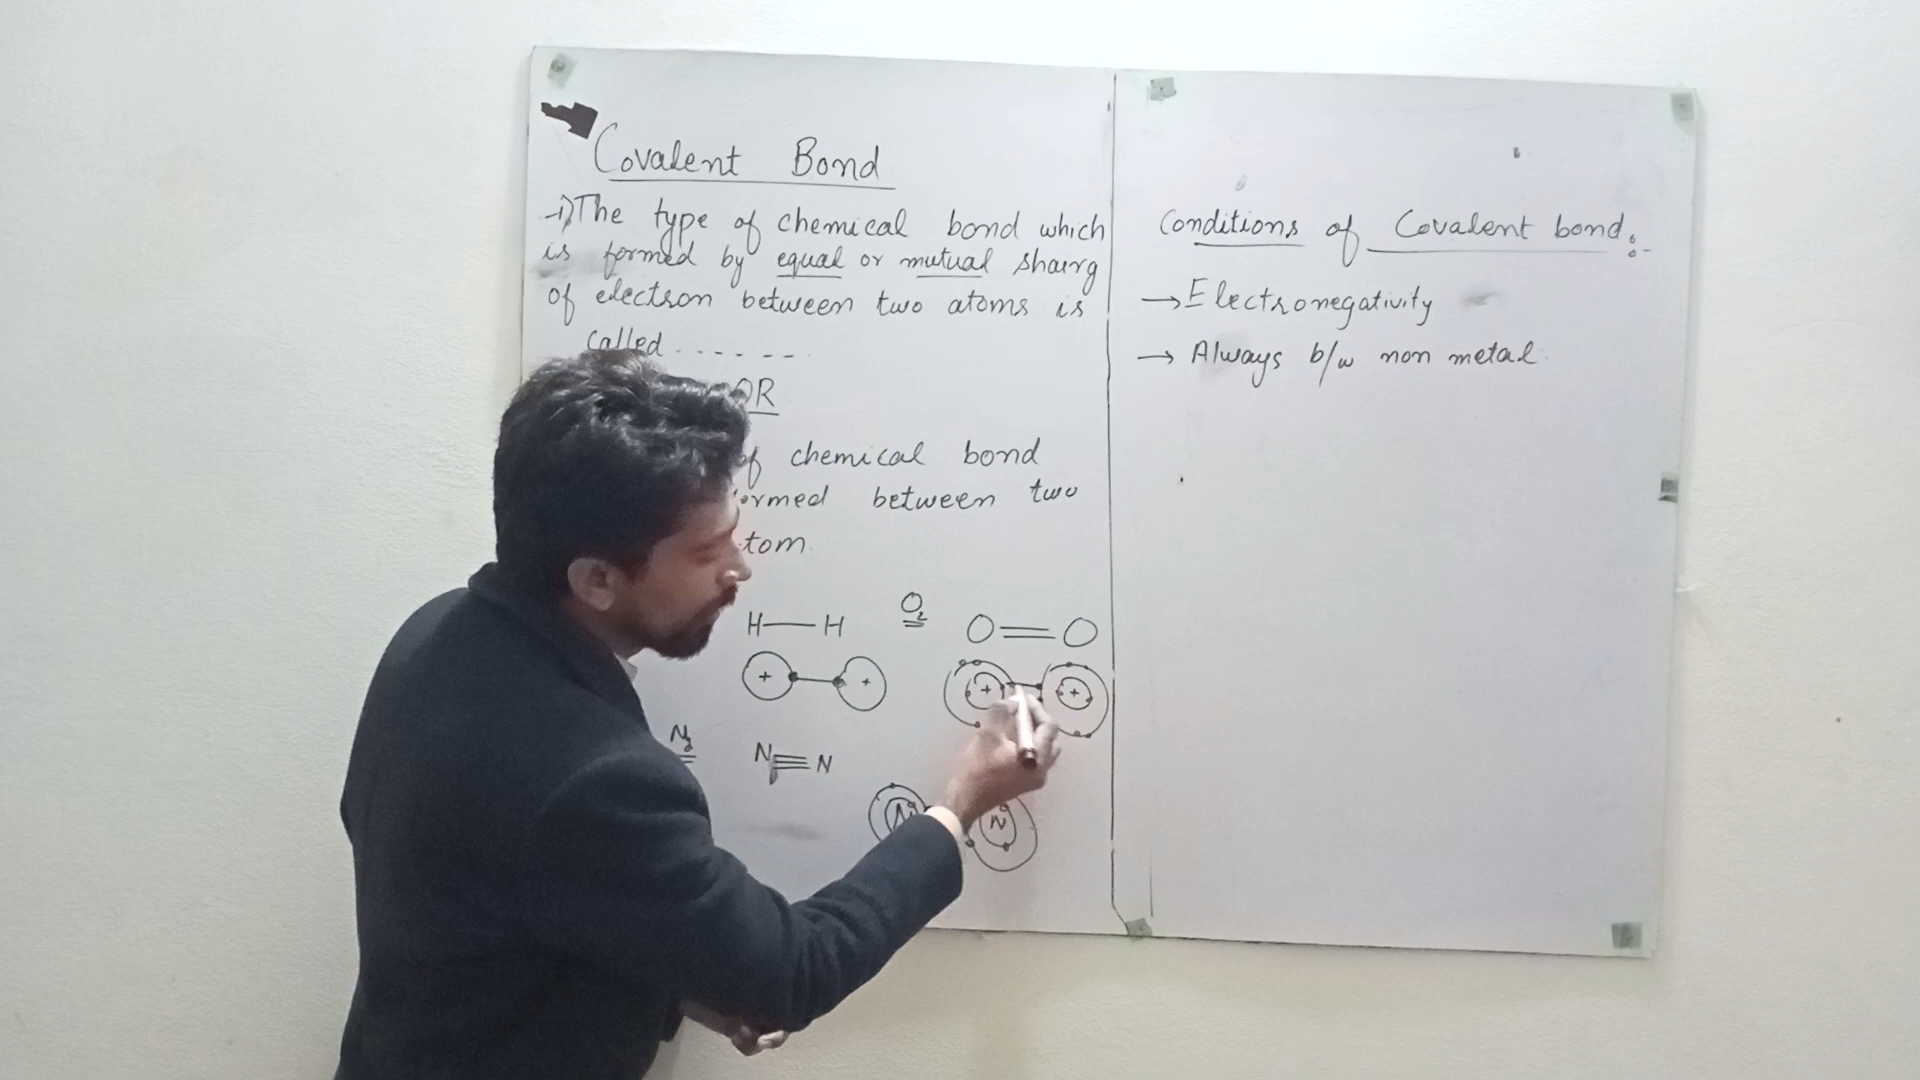 Covalent Bond
→ The type of chemical bond which
is formed by equal or mutual sharg
of electron between two atoms is
called .......
OR
of chemical bond
ormed between two
tom.
H—H O₂ O=O
+ + + +
N₂ N≡N
N N
Conditions of Covalent bond:-
→ Electronegativity
→ Always b/w non metal